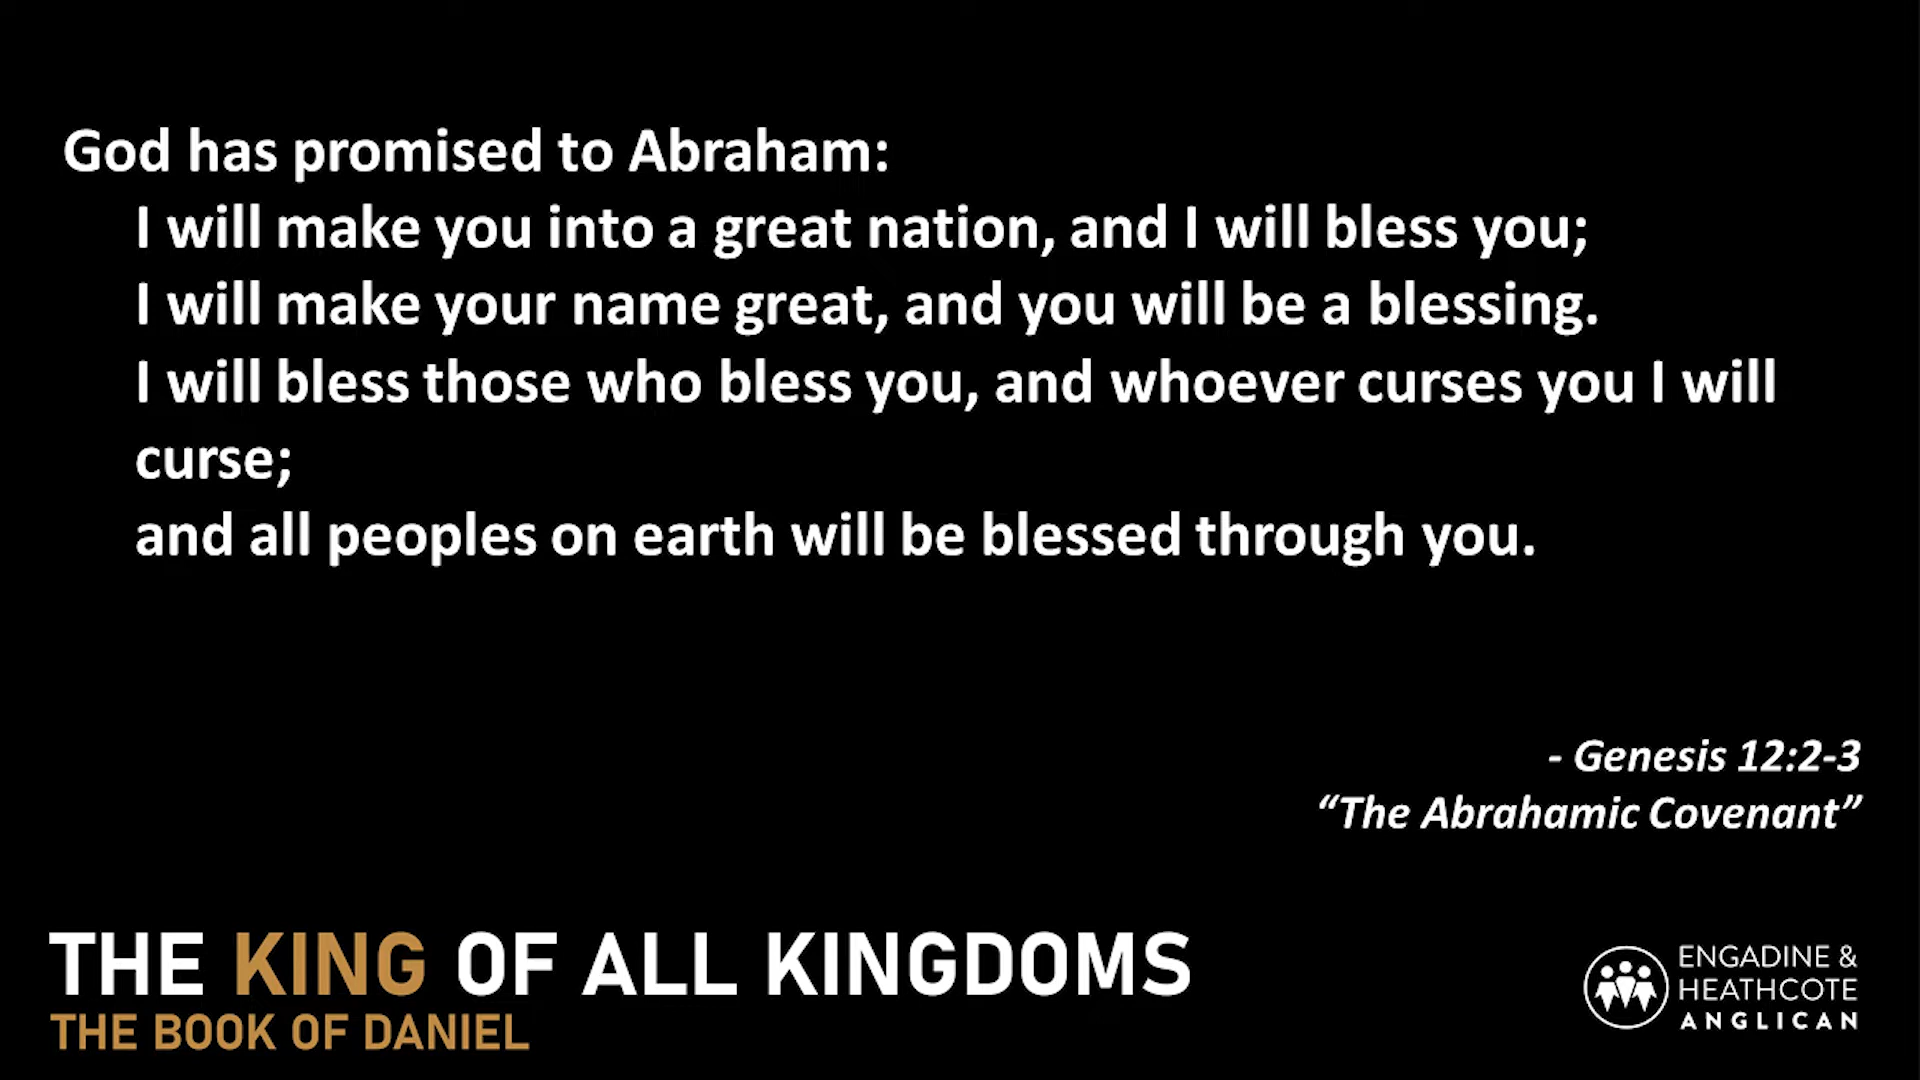 God has promised to Abraham:
I will make you into a great nation, and I will bless you;
I will make your name great, and you will be a blessing.
I will bless those who bless you, and whoever curses you I will
curse;
and all peoples on earth will be blessed through you.
- Genesis 12:2-3
“The Abrahamic Covenant”
THE KING OF ALL KINGDOMS
THE BOOK OF DANIEL
ENGADINE &
HEATHCOTE
ANGLICAN